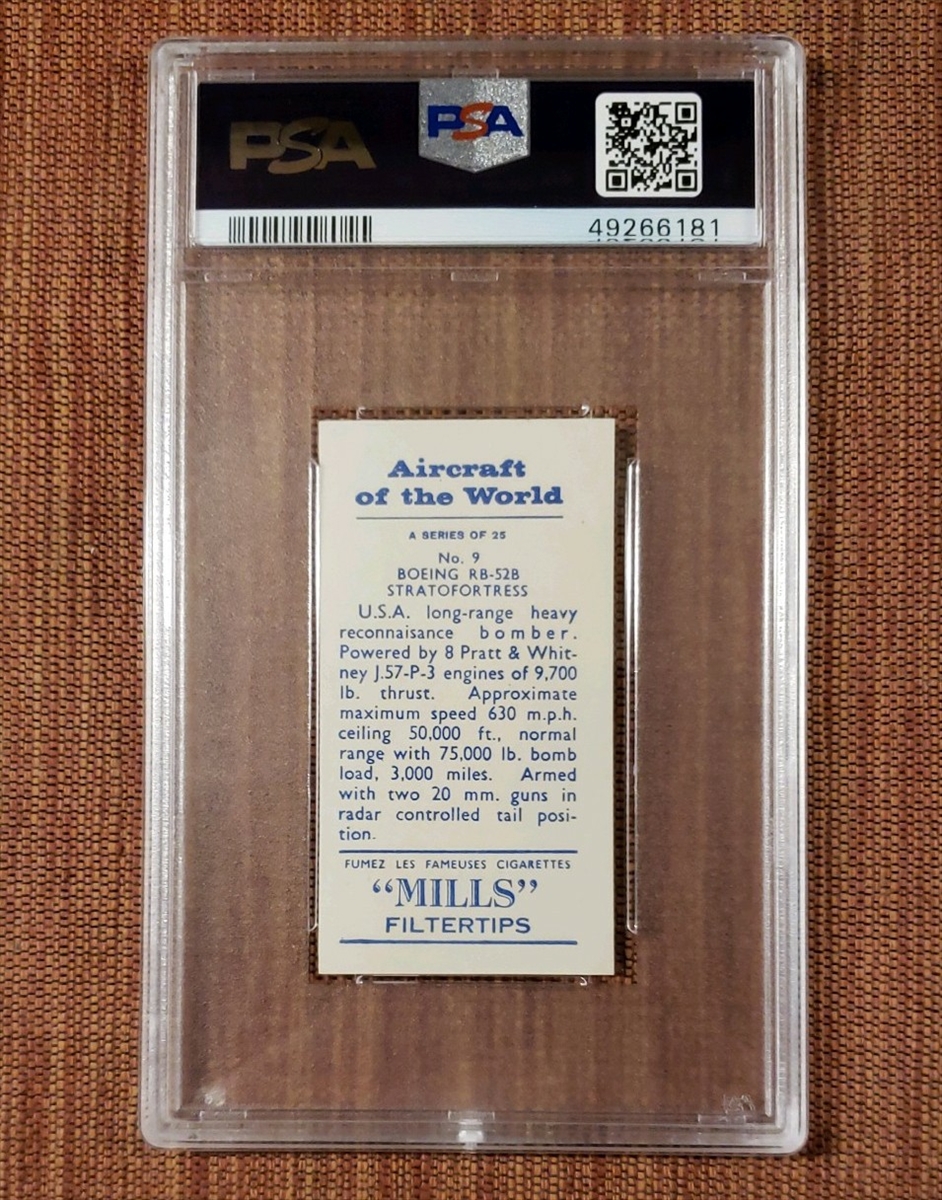 PSA
PSA
49266181
Aircraft
of the World
A SERIES OF 25
No. 9
BOEING RB-52B
STRATOFORTRESS
U.S.A. long-range heavy
reconnaisance bomber.
Powered by 8 Pratt & Whit-
ney J.57-P-3 engines of 9,700
lb. thrust. Approximate
maximum speed 630 m.p.h.
ceiling 50,000 ft., normal
range with 75,000 lb. bomb
load, 3,000 miles. Armed
with two 20 mm. guns in
radar controlled tail posi-
tion.
FUMEZ LES FAMEUSES CIGARETTES
“MILLS”
FILTERTIPS